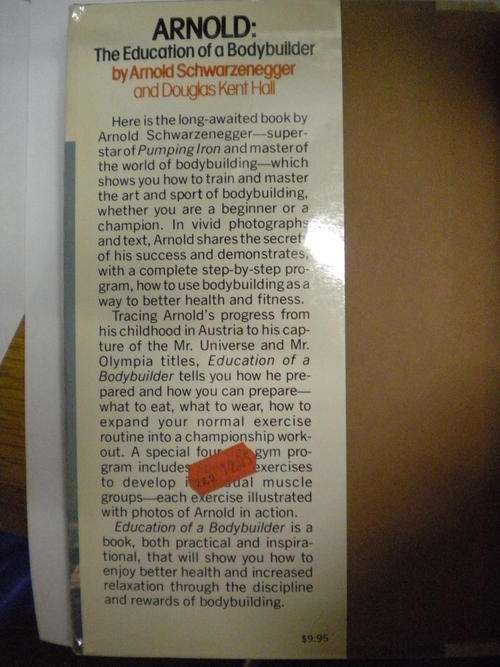 ARNOLD:
The Education of a Bodybuilder
by Arnold Schwarzenegger
and Douglas Kent Hall
Here is the long-awaited book by
Arnold Schwarzenegger—super-
star of Pumping Iron and master of
the world of bodybuilding—which
shows you how to train and master
the art and sport of bodybuilding,
whether you are a beginner or a
champion. In vivid photographs
and text, Arnold shares the secret
of his success and demonstrates,
with a complete step-by-step pro-
gram, how to use bodybuilding as a
way to better health and fitness.
Tracing Arnold's progress from
his childhood in Austria to his cap-
ture of the Mr. Universe and Mr.
Olympia titles, Education of a
Bodybuilder tells you how he pre-
pared and how you can prepare—
what to eat, what to wear, how to
expand your normal exercise
routine into a championship work-
out. A special gym pro-
gram includes exercises
to develop muscle
groups—each exercise illustrated
with photos of Arnold in action.
Education of a Bodybuilder is a
book, both practical and inspira-
tional, that will show you how to
enjoy better health and increased
relaxation through the discipline
and rewards of bodybuilding.
$9.95